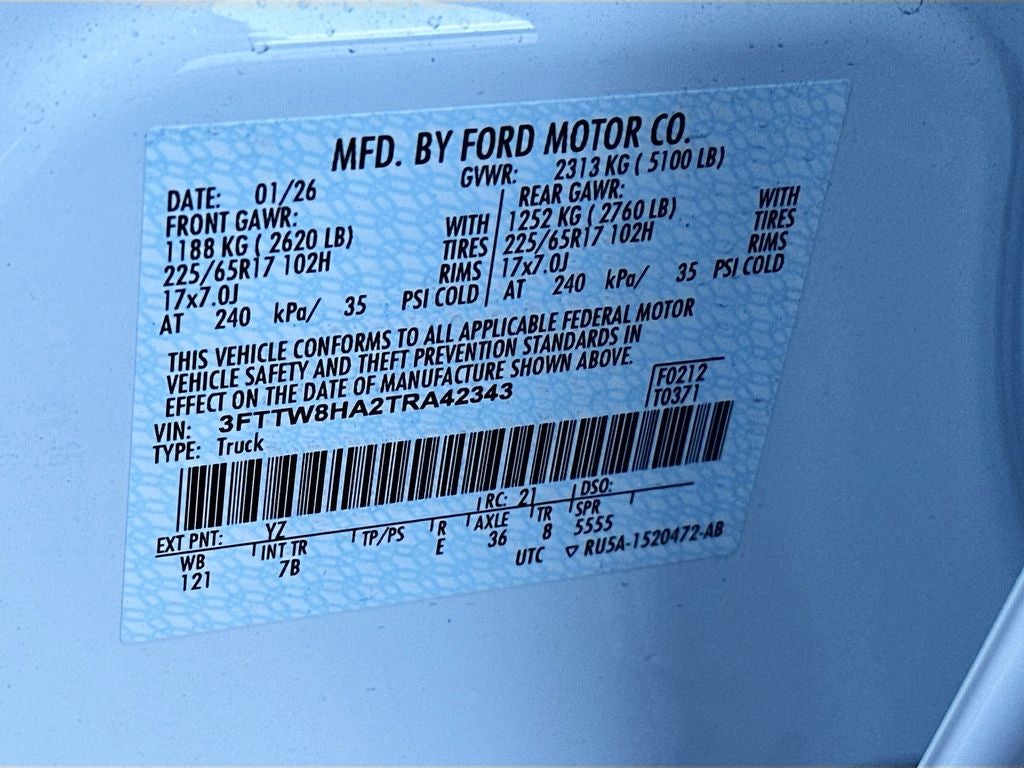 MFD. BY FORD MOTOR CO.
DATE: 01/26 GVWR: 2313 KG ( 5100 LB)
FRONT GAWR: REAR GAWR:
1188 KG ( 2620 LB) WITH 1252 KG ( 2760 LB) WITH
225/65R17 102H TIRES 225/65R17 102H TIRES
17x7.0J RIMS 17x7.0J RIMS
AT 240 kPa/ 35 PSI COLD AT 240 kPa/ 35 PSI COLD
THIS VEHICLE CONFORMS TO ALL APPLICABLE FEDERAL MOTOR
VEHICLE SAFETY AND THEFT PREVENTION STANDARDS IN
EFFECT ON THE DATE OF MANUFACTURE SHOWN ABOVE.
VIN: 3FTTW8HA2TRA42343 F0212
TYPE: Truck T0371
EXT PNT: YZ RC: 21 DSO:
WB INT TR TP/PS R AXLE TR SPR
121 7B E 36 8 5555
UTC ▽ RU5A-1520472-AB